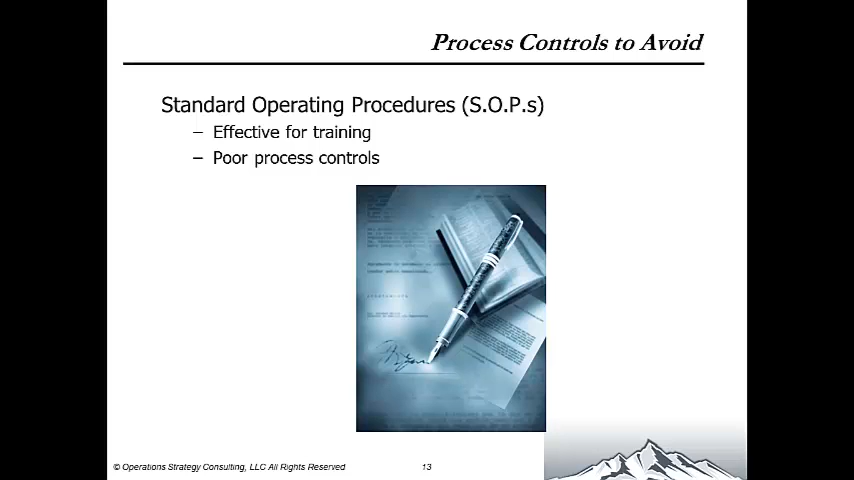 Process Controls to Avoid
Standard Operating Procedures (S.O.P.s)
– Effective for training
– Poor process controls
© Operations Strategy Consulting, LLC All Rights Reserved
13